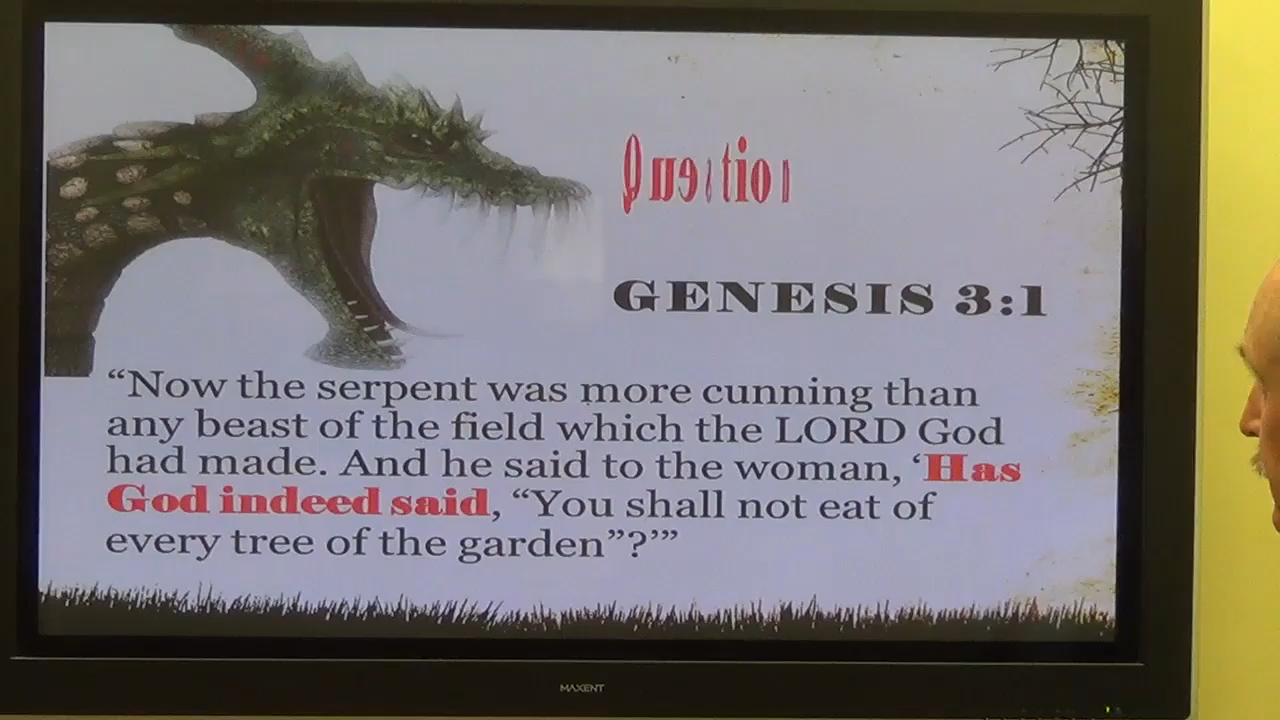 Question
GENESIS 3:1
“Now the serpent was more cunning than
any beast of the field which the LORD God
had made. And he said to the woman, ‘Has
God indeed said, “You shall not eat of
every tree of the garden”?’”
MAXENT